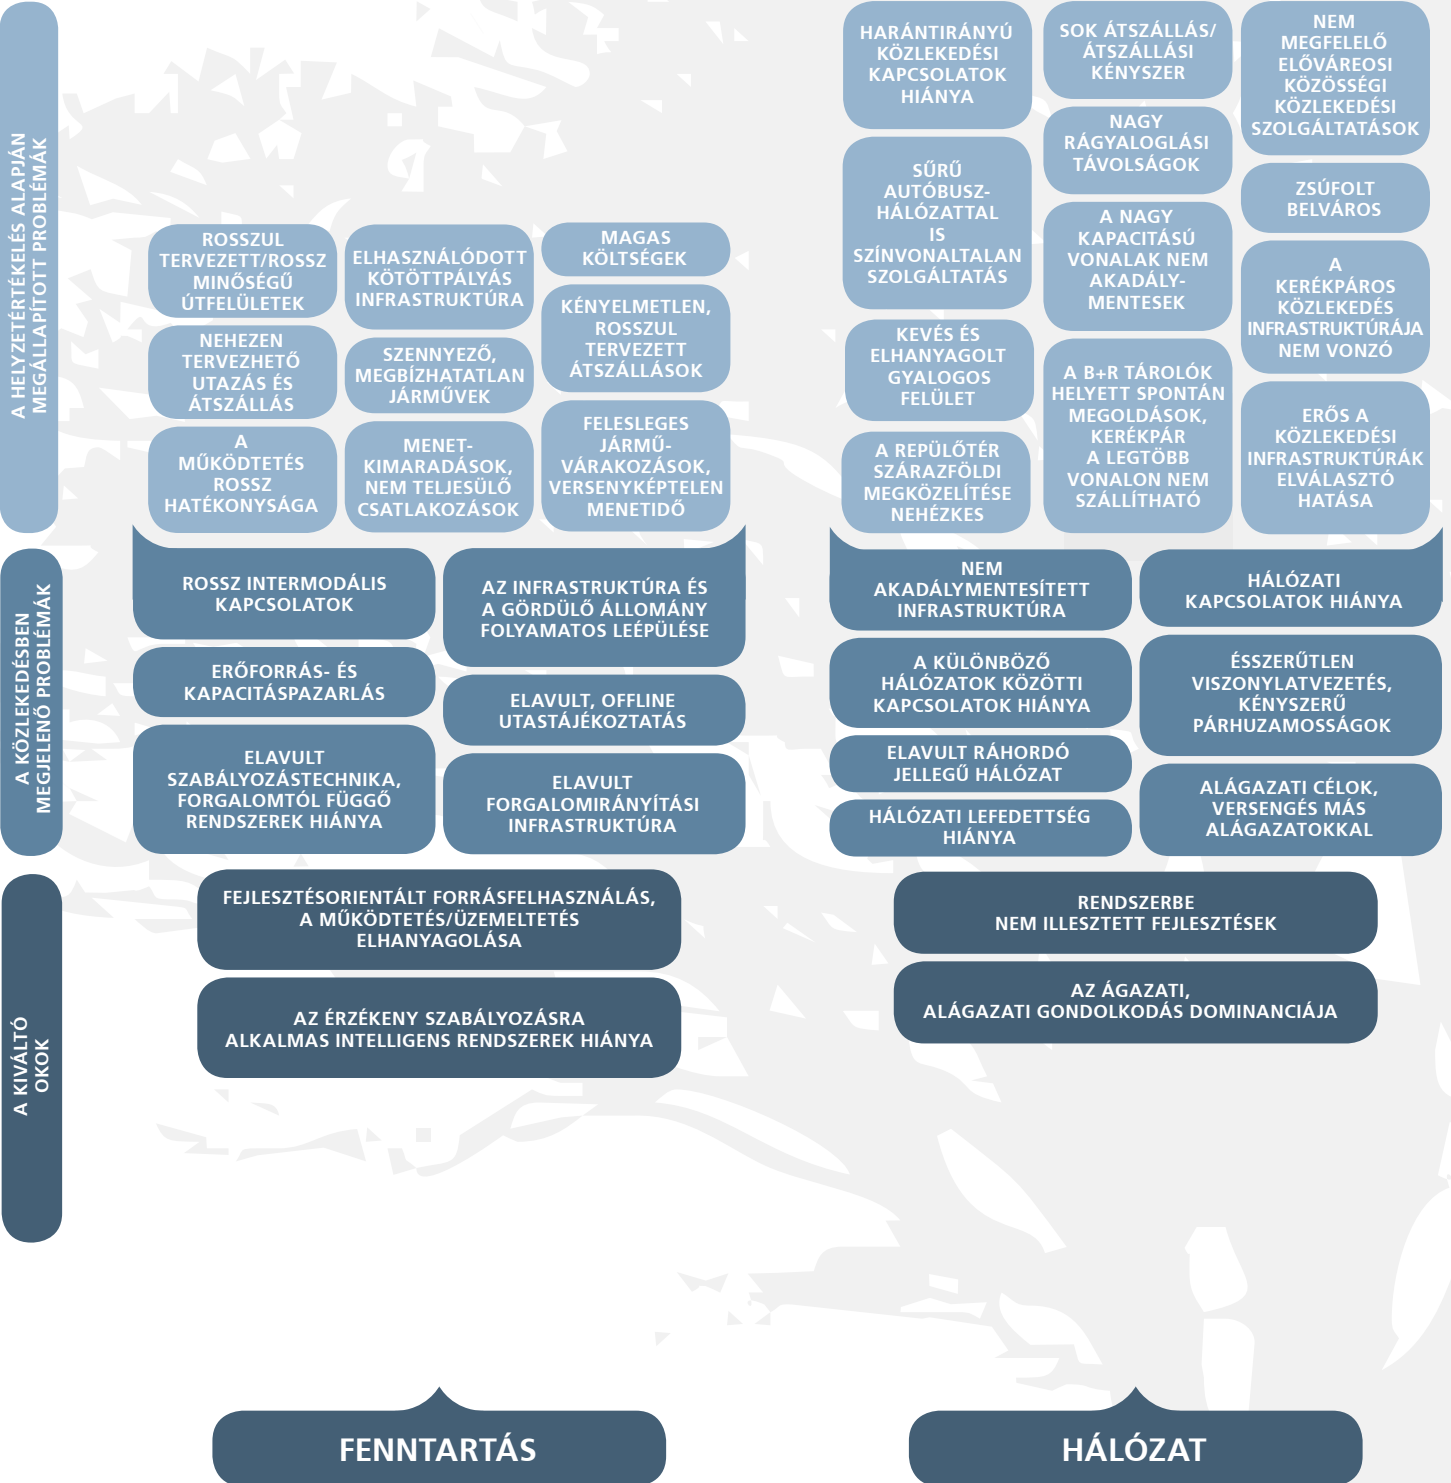 A HELYZETÉRTÉKELÉS ALAPJÁN
MEGÁLLAPÍTOTT PROBLÉMÁK
ROSSZUL
TERVEZETT/ROSSZ
MINŐSÉGŰ
ÚTFELÜLETEK
NEHEZEN
TERVEZHETŐ
UTAZÁS ÉS
ÁTSZÁLLÁS
A
MŰKÖDTETÉS
ROSSZ
HATÉKONYSÁGA
ELHASZNÁLÓDOTT
KÖTÖTTPÁLYÁS
INFRASTRUKTÚRA
SZENNYEZŐ,
MEGBÍZHATATLAN
JÁRMŰVEK
MENET-
KIMARADÁSOK,
NEM TELJESÜLŐ
CSATLAKOZÁSOK
MAGAS
KÖLTSÉGEK
KÉNYELMETLEN,
ROSSZUL
TERVEZETT
ÁTSZÁLLÁSOK
FELESLEGES
JÁRMŰ-
VÁRAKOZÁSOK,
VERSENYKÉPTELEN
MENETIDŐ
HARÁNTIRÁNYÚ
KÖZLEKEDÉSI
KAPCSOLATOK
HIÁNYA
SŰRŰ
AUTÓBUSZ-
HÁLÓZATTAL
IS
SZÍNVONALTALAN
SZOLGÁLTATÁS
KEVÉS ÉS
ELHANYAGOLT
GYALOGOS
FELÜLET
A REPÜLŐTÉR
SZÁRAZFÖLDI
MEGKÖZELÍTÉSE
NEHÉZKES
SOK ÁTSZÁLLÁS/
ÁTSZÁLLÁSI
KÉNYSZER
NAGY
RÁGYALOGLÁSI
TÁVOLSÁGOK
A NAGY
KAPACITÁSÚ
VONALAK NEM
AKADÁLY-
MENTESEK
A B+R TÁROLÓK
HELYETT SPONTÁN
MEGOLDÁSOK,
KERÉKPÁR
A LEGTÖBB
VONALON NEM
SZÁLLÍTHATÓ
NEM
MEGFELELŐ
ELŐVÁREOSI
KÖZÖSSÉGI
KÖZLEKEDÉSI
SZOLGÁLTATÁSOK
ZSÚFOLT
BELVÁROS
A
KERÉKPÁROS
KÖZLEKEDÉS
INFRASTRUKTÚRÁJA
NEM VONZÓ
ERŐS A
KÖZLEKEDÉSI
INFRASTRUKTÚRÁK
ELVÁLASZTÓ
HATÁSA
A KÖZLEKEDÉSBEN
MEGJELENŐ PROBLÉMÁK
ROSSZ INTERMODÁLIS
KAPCSOLATOK
ERŐFORRÁS- ÉS
KAPACITÁSPAZARLÁS
ELAVULT
SZABÁLYOZÁSTECHNIKA,
FORGALOMTÓL FÜGGŐ
RENDSZEREK HIÁNYA
AZ INFRASTRUKTÚRA ÉS
A GÖRDÜLŐ ÁLLOMÁNY
FOLYAMATOS LEÉPÜLÉSE
ELAVULT, OFFLINE
UTASTÁJÉKOZTATÁS
ELAVULT
FORGALOMIRÁNYÍTÁSI
INFRASTRUKTÚRA
NEM
AKADÁLYMENTESÍTETT
INFRASTRUKTÚRA
A KÜLÖNBÖZŐ
HÁLÓZATOK KÖZÖTTI
KAPCSOLATOK HIÁNYA
ELAVULT RÁHORDÓ
JELLEGŰ HÁLÓZAT
HÁLÓZATI LEFEDETTSÉG
HIÁNYA
HÁLÓZATI
KAPCSOLATOK HIÁNYA
ÉSSZERŰTLEN
VISZONYLATVEZETÉS,
KÉNYSZERŰ
PÁRHUZAMOSSÁGOK
ALÁGAZATI CÉLOK,
VERSENGÉS MÁS
ALÁGAZATOKKAL
A KIVÁLTÓ
OKOK
FEJLESZTÉSORIENTÁLT FORRÁSFELHASZNÁLÁS,
A MŰKÖDTETÉS/ÜZEMELTETÉS
ELHANYAGOLÁSA
AZ ÉRZÉKENY SZABÁLYOZÁSRA
ALKALMAS INTELLIGENS RENDSZEREK HIÁNYA
RENDSZERBE
NEM ILLESZTETT FEJLESZTÉSEK
AZ ÁGAZATI,
ALÁGAZATI GONDOLKODÁS DOMINANCIÁJA
FENNTARTÁS
HÁLÓZAT